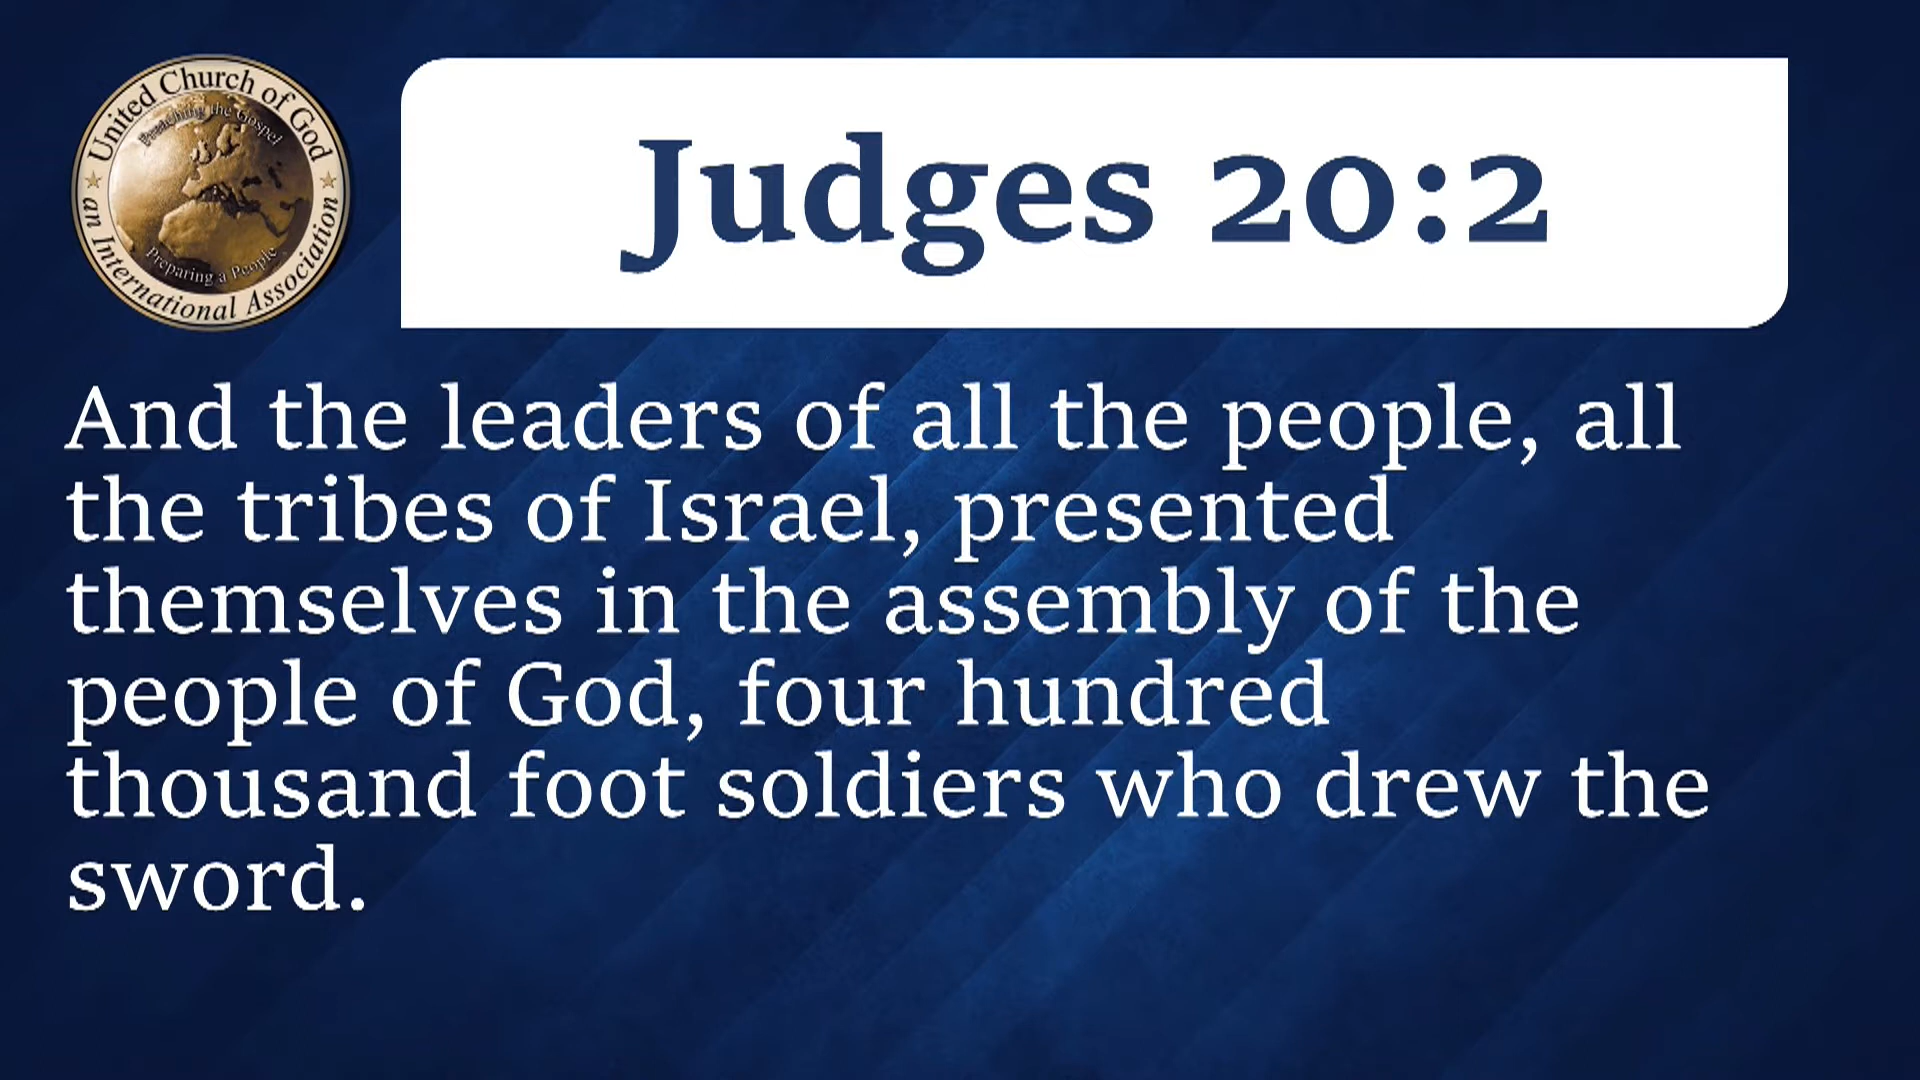 United Church of God
Preaching the Gospel
Preparing a People
an International Association
Judges 20:2
And the leaders of all the people, all
the tribes of Israel, presented
themselves in the assembly of the
people of God, four hundred
thousand foot soldiers who drew the
sword.